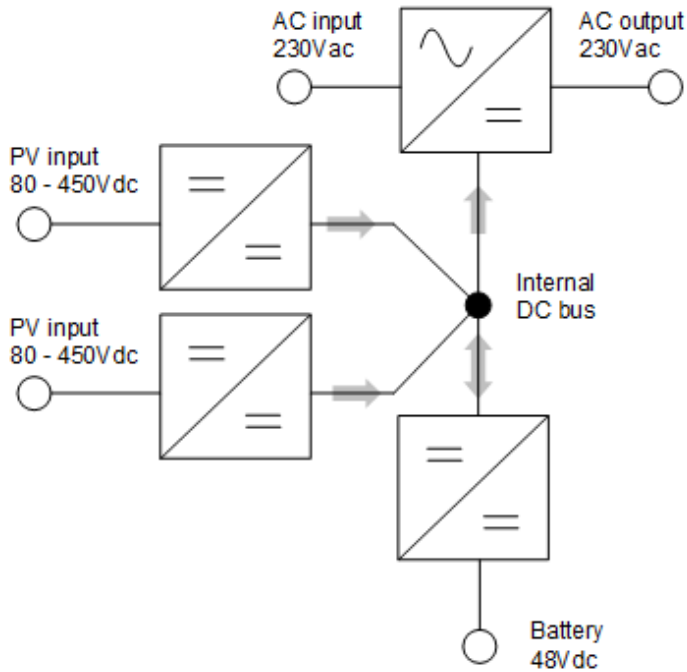 AC input
230Vac
AC output
230Vac
PV input
80 - 450Vdc
PV input
80 - 450Vdc
Internal
DC bus
Battery
48Vdc